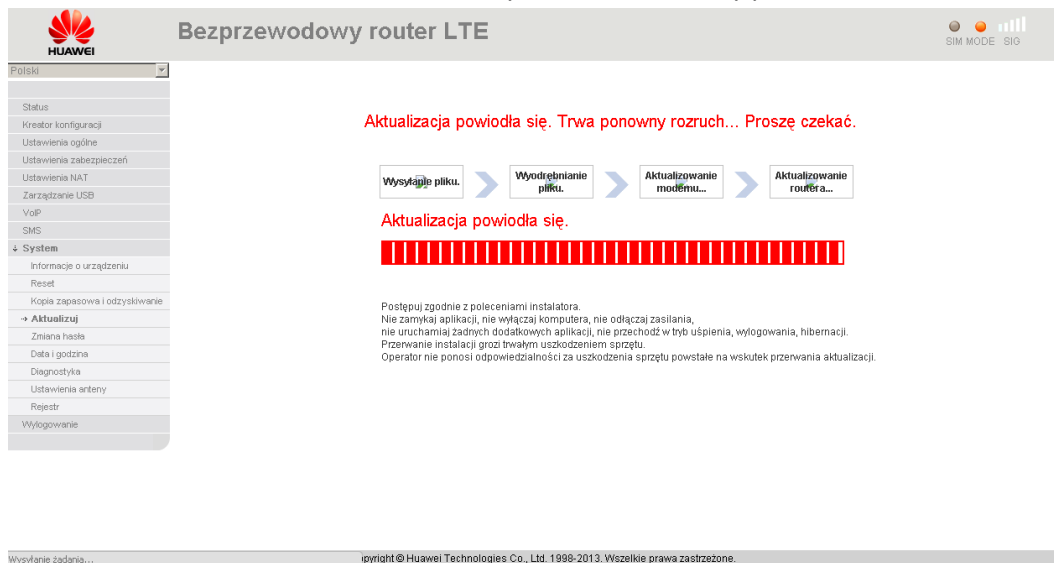 HUAWEI
Bezprzewodowy router LTE
SIM MODE SIG
Polski
Status
Kreator konfiguracji
Ustawienia ogólne
Ustawienia zabezpieczeń
Ustawienia NAT
Zarządzanie USB
VoIP
SMS
System
Informacje o urządzeniu
Reset
Kopia zapasowa i odzyskiwanie
Aktualizuj
Zmiana hasła
Data i godzina
Diagnostyka
Ustawienia anteny
Rejestr
Wylogowanie
Aktualizacja powiodła się. Trwa ponowny rozruch... Proszę czekać.
Wysyłanie pliku.
Wyodrębnianie
pliku.
Aktualizowanie
modemu...
Aktualizowanie
routera...
Aktualizacja powiodła się.
Postępuj zgodnie z poleceniami instalatora.
Nie zamykaj aplikacji, nie wyłączaj komputera, nie odłączaj zasilania,
nie uruchamiaj żadnych dodatkowych aplikacji, nie przechodź w tryb uśpienia, wylogowania, hibernacji.
Przerwanie instalacji grozi trwałym uszkodzeniem sprzętu.
Operator nie ponosi odpowiedzialności za uszkodzenia sprzętu powstałe na wskutek przerwania aktualizacji.
Wysyłanie żądania...
opyright © Huawei Technologies Co., Ltd. 1998-2013. Wszelkie prawa zastrzeżone.